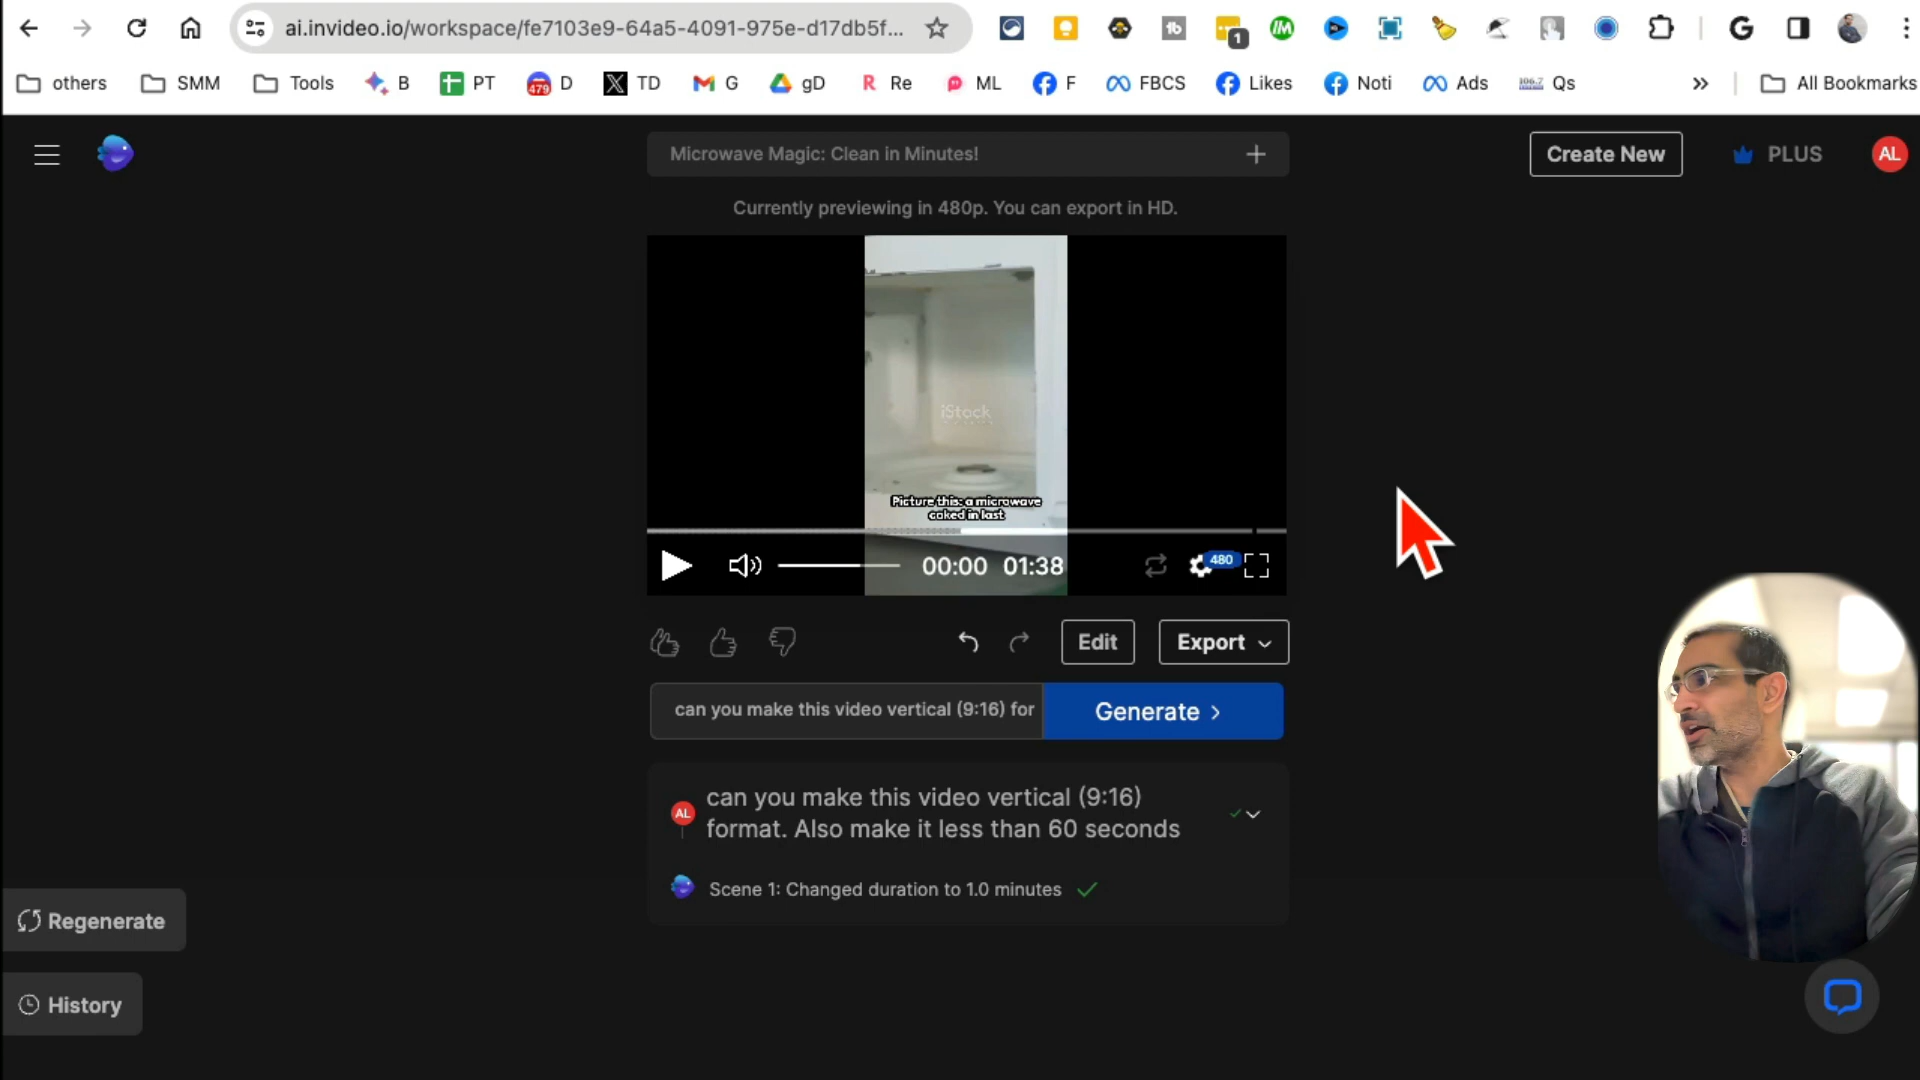 ai.invideo.io/workspace/fe7103e9-64a5-4091-975e-d17db5f...
1
others SMM Tools B PT 479 D TD G gD Re ML F FBCS Likes Noti Ads 106.7 Qs » All Bookmarks
Microwave Magic: Clean in Minutes! +
Create New
PLUS
AL
Currently previewing in 480p. You can export in HD.
iStock
Picture this: a microwave
caked in last
00:00 01:38
480
Edit
Export
can you make this video vertical (9:16) for
Generate >
AL
can you make this video vertical (9:16)
format. Also make it less than 60 seconds
Scene 1: Changed duration to 1.0 minutes
Regenerate
History